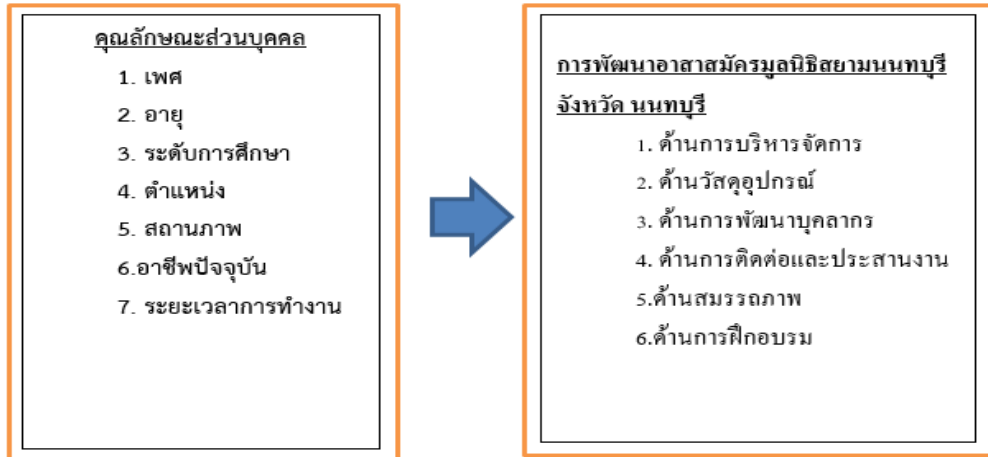 คุณลักษณะส่วนบุคคล
1. เพศ
2. อายุ
3. ระดับการศึกษา
4. ตำแหน่ง
5. สถานภาพ
6.อาชีพปัจจุบัน
7. ระยะเวลาการทำงาน
การพัฒนาอาสาสมัครมูลนิธิสยามนนทบุรี
จังหวัด นนทบุรี
1. ด้านการบริหารจัดการ
2. ด้านวัสดุอุปกรณ์
3. ด้านการพัฒนาบุคลากร
4. ด้านการติดต่อและประสานงาน
5.ด้านสมรรถภาพ
6.ด้านการฝึกอบรม